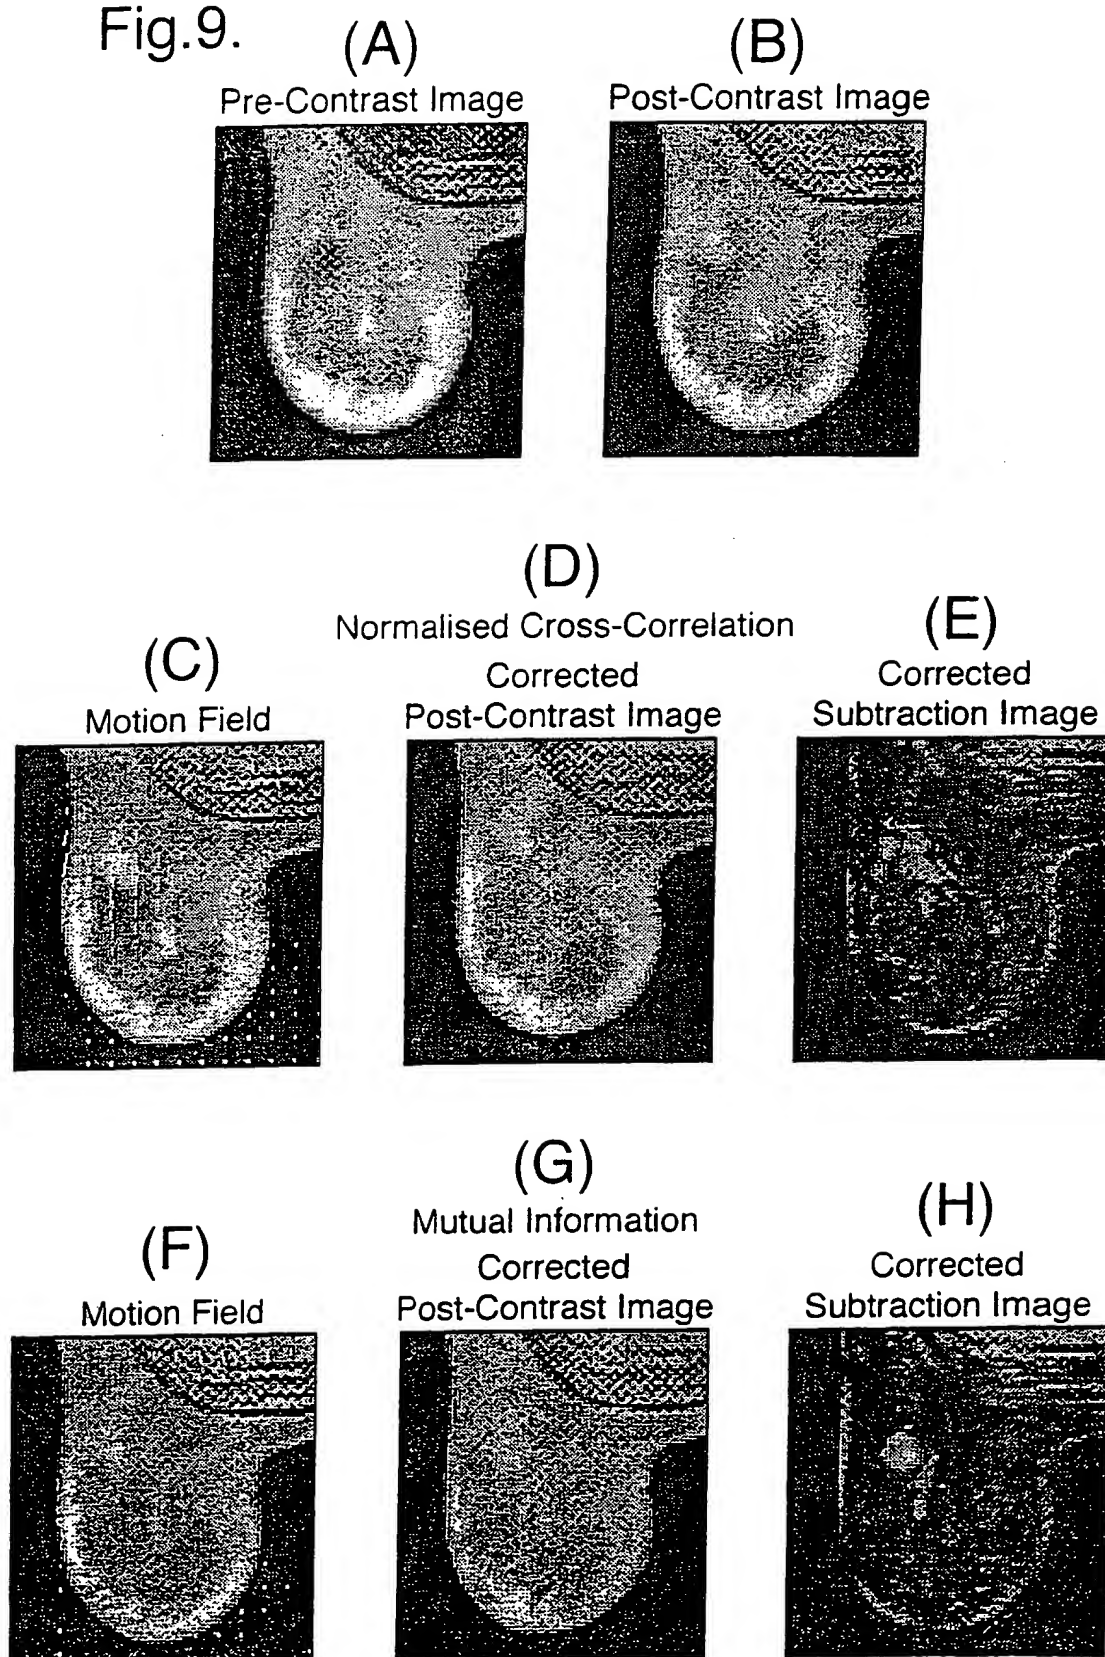 Fig.9.
(A)
Pre-Contrast Image
(B)
Post-Contrast Image
(C)
Motion Field
(D)
Normalised Cross-Correlation
Corrected
Post-Contrast Image
(E)
Corrected
Subtraction Image
(F)
Motion Field
(G)
Mutual Information
Corrected
Post-Contrast Image
(H)
Corrected
Subtraction Image